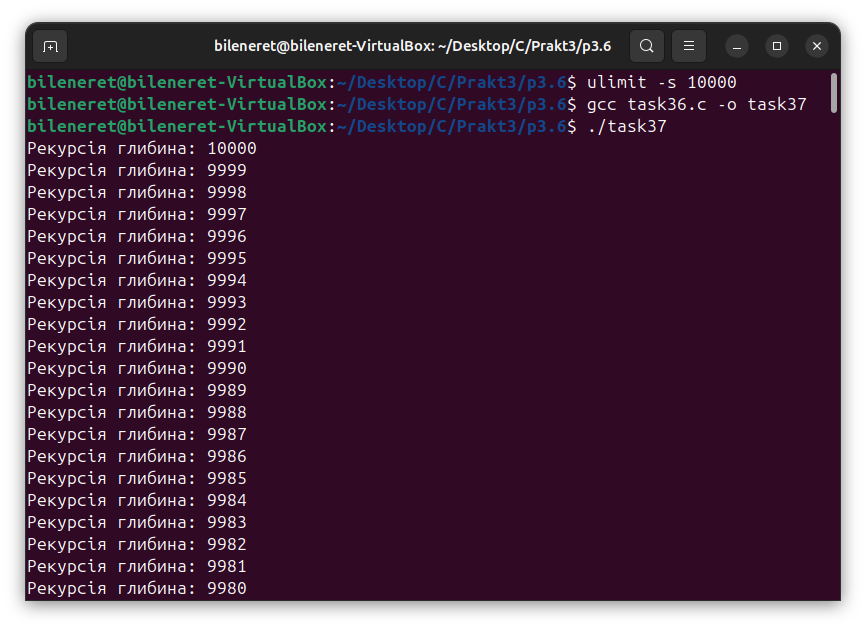 bileneret@bileneret-VirtualBox: ~/Desktop/C/Prakt3/p3.6
bileneret@bileneret-VirtualBox:~/Desktop/C/Prakt3/p3.6$ ulimit -s 10000
bileneret@bileneret-VirtualBox:~/Desktop/C/Prakt3/p3.6$ gcc task36.c -o task37
bileneret@bileneret-VirtualBox:~/Desktop/C/Prakt3/p3.6$ ./task37
Рекурсія глибина: 10000
Рекурсія глибина: 9999
Рекурсія глибина: 9998
Рекурсія глибина: 9997
Рекурсія глибина: 9996
Рекурсія глибина: 9995
Рекурсія глибина: 9994
Рекурсія глибина: 9993
Рекурсія глибина: 9992
Рекурсія глибина: 9991
Рекурсія глибина: 9990
Рекурсія глибина: 9989
Рекурсія глибина: 9988
Рекурсія глибина: 9987
Рекурсія глибина: 9986
Рекурсія глибина: 9985
Рекурсія глибина: 9984
Рекурсія глибина: 9983
Рекурсія глибина: 9982
Рекурсія глибина: 9981
Рекурсія глибина: 9980